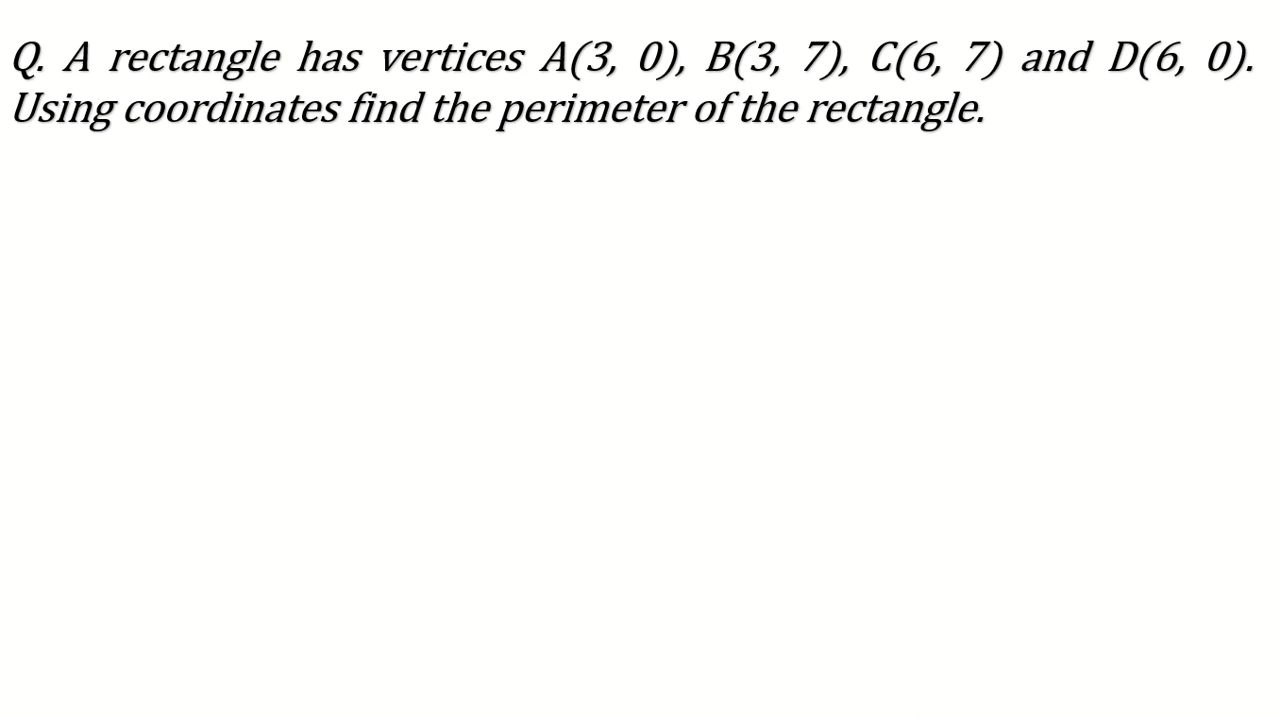 Q. A rectangle has vertices A(3, 0), B(3, 7), C(6, 7) and D(6, 0).
Using coordinates find the perimeter of the rectangle.